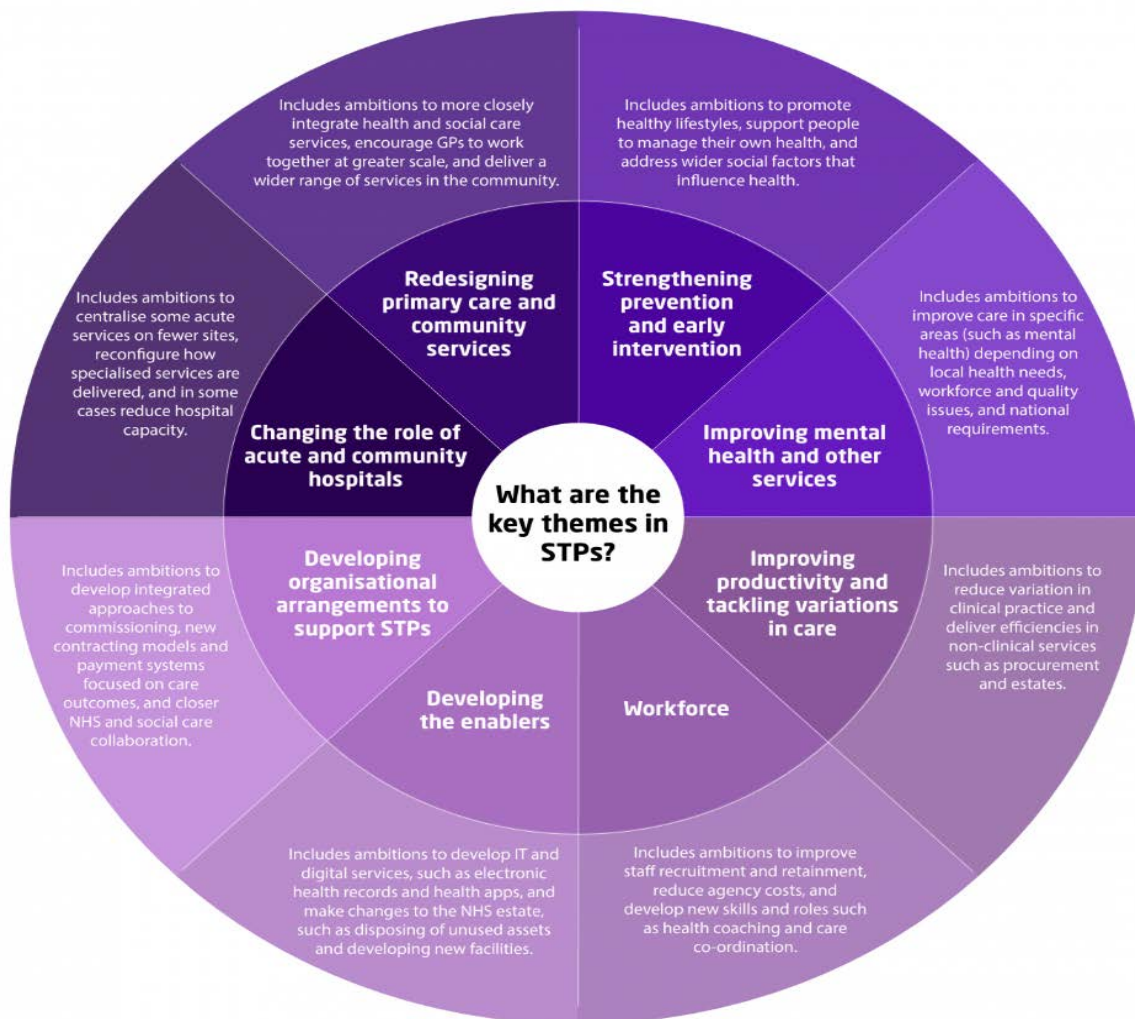 What are the
key themes in
STPs?
Strengthening
prevention
and early
intervention
Includes ambitions to promote
healthy lifestyles, support people
to manage their own health, and
address wider social factors that
influence health.
Improving mental
health and other
services
Includes ambitions to
improve care in specific
areas (such as mental
health) depending on
local health needs,
workforce and quality
issues, and national
requirements.
Improving
productivity and
tackling variations
in care
Includes ambitions to
reduce variation in
clinical practice and
deliver efficiencies in
non-clinical services
such as procurement
and estates.
Workforce
Includes ambitions to improve
staff recruitment and retainment,
reduce agency costs, and
develop new skills and roles such
as health coaching and care
co-ordination.
Developing
the enablers
Includes ambitions to develop IT and
digital services, such as electronic
health records and health apps, and
make changes to the NHS estate,
such as disposing of unused assets
and developing new facilities.
Developing
organisational
arrangements to
support STPs
Includes ambitions to
develop integrated
approaches to
commissioning, new
contracting models and
payment systems
focused on care
outcomes, and closer
NHS and social care
collaboration.
Changing the role of
acute and community
hospitals
Includes ambitions to
centralise some acute
services on fewer sites,
reconfigure how
specialised services are
delivered, and in some
cases reduce hospital
capacity.
Redesigning
primary care and
community
services
Includes ambitions to more closely
integrate health and social care
services, encourage GPs to work
together at greater scale, and deliver a
wider range of services in the community.